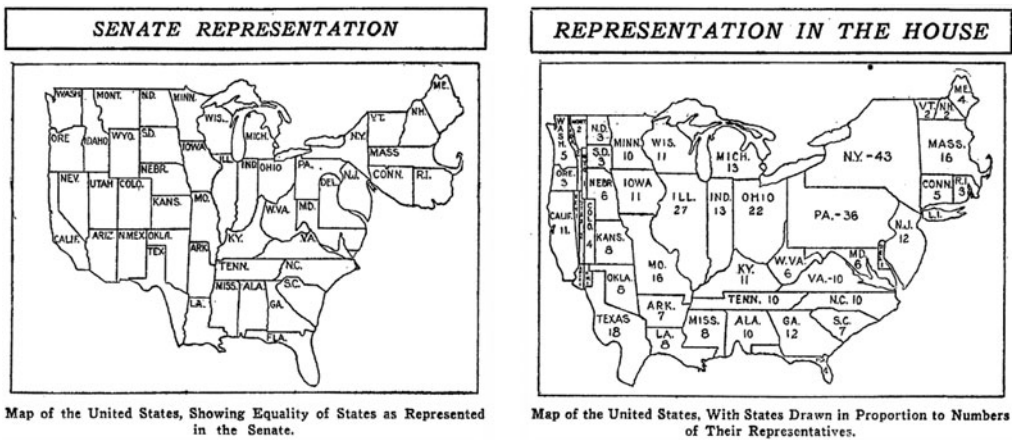 SENATE REPRESENTATION
WASH.
MONT.
N.D.
MINN.
ME.
ORE
IDAHO
WYO.
S.D.
WIS.
MICH.
N.Y.
V.T.
N.H.
NEBR.
IOWA
MASS
NEV.
UTAH
COLO.
KANS.
MO.
ILL.
IND.
OHIO
PA.
DEL.
N.J.
CONN.
R.I.
CALIF.
ARIZ.
N.MEX.
OKLA.
TEX.
ARK.
KY.
W.VA.
MD.
VA.
TENN.
N.C.
LA.
MISS.
ALA.
GA.
S.C.
FLA.
Map of the United States, Showing Equality of States as Represented
in the Senate.
REPRESENTATION IN THE HOUSE
WASH.
5
MONT.
2
N.D.
3
MINN.
10
WIS.
11
MICH.
13
N.Y.-43
V.T.
2
N.H.
2
ME.
4
MASS.
16
ORE.
3
S.D.
3
NEBR
6
IOWA
11
ILL.
27
IND.
13
OHIO
22
PA.-36
CONN.
5
R.I.
3
L.I.
N.J.
12
CALIF.
11.
COLO.
4
KANS.
8
MO.
16
KY.
11
W.VA.
6
MD.
6
VA.-10
OKLA
8
TENN. 10
N.C. 10
TEXAS
18
ARK.
7
LA.
8
MISS.
8
ALA.
10
GA.
12
S.C.
7
4
Map of the United States, With States Drawn in Proportion to Numbers
of Their Representatives.